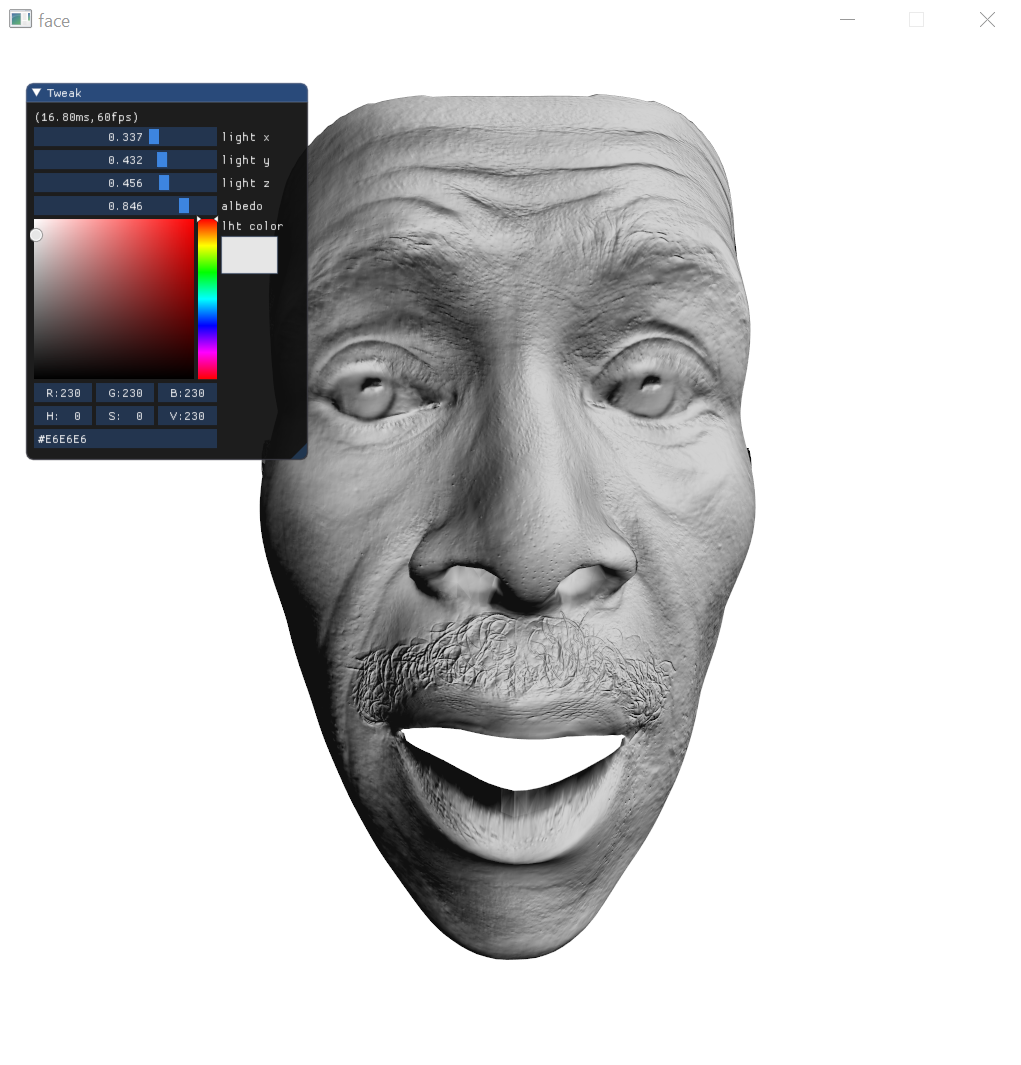 face
Tweak
(16.80ms,60fps)
0.337 light x
0.432 light y
0.456 light z
0.846 albedo
lht color
R:230 G:230 B:230
H: 0 S: 0 V:230
#E6E6E6